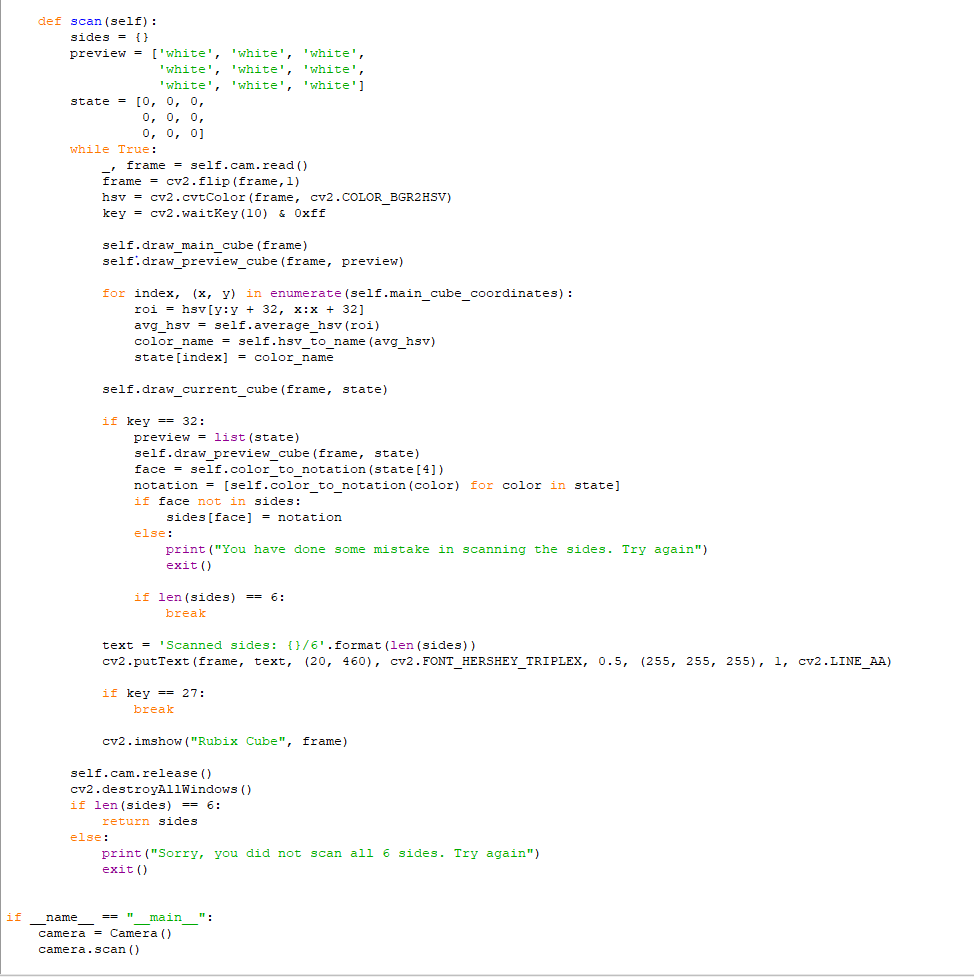 def scan(self):
sides = {}
preview = ['white', 'white', 'white',
'white', 'white', 'white',
'white', 'white', 'white']
state = [0, 0, 0,
0, 0, 0,
0, 0, 0]
while True:
_, frame = self.cam.read()
frame = cv2.flip(frame,1)
hsv = cv2.cvtColor(frame, cv2.COLOR_BGR2HSV)
key = cv2.waitKey(10) & 0xff
self.draw_main_cube(frame)
self.draw_preview_cube(frame, preview)
for index, (x, y) in enumerate(self.main_cube_coordinates):
roi = hsv[y:y + 32, x:x + 32]
avg_hsv = self.average_hsv(roi)
color_name = self.hsv_to_name(avg_hsv)
state[index] = color_name
self.draw_current_cube(frame, state)
if key == 32:
preview = list(state)
self.draw_preview_cube(frame, state)
face = self.color_to_notation(state[4])
notation = [self.color_to_notation(color) for color in state]
if face not in sides:
sides[face] = notation
else:
print("You have done some mistake in scanning the sides. Try again")
exit()
if len(sides) == 6:
break
text = 'Scanned sides: {}/6'.format(len(sides))
cv2.putText(frame, text, (20, 460), cv2.FONT_HERSHEY_TRIPLEX, 0.5, (255, 255, 255), 1, cv2.LINE_AA)
if key == 27:
break
cv2.imshow("Rubix Cube", frame)
self.cam.release()
cv2.destroyAllWindows()
if len(sides) == 6:
return sides
else:
print("Sorry, you did not scan all 6 sides. Try again")
exit()
if __name__ == "__main__":
camera = Camera()
camera.scan()